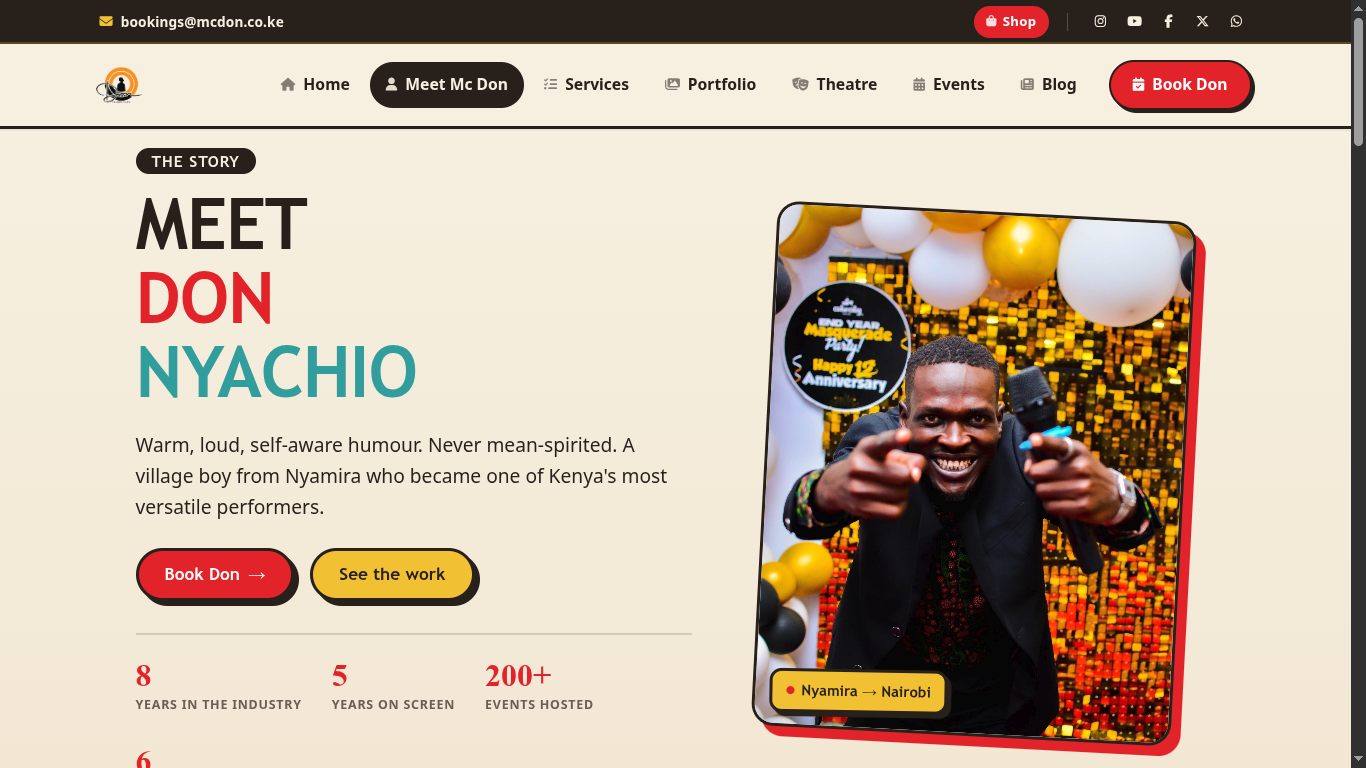 bookings@mcdon.co.ke
Shop
Home
Meet Mc Don
Services
Portfolio
Theatre
Events
Blog
Book Don
THE STORY
MEET
DON
NYACHIO
Warm, loud, self-aware humour. Never mean-spirited. A
village boy from Nyamira who became one of Kenya's most
versatile performers.
Book Don →
See the work
8
YEARS IN THE INDUSTRY
5
YEARS ON SCREEN
200+
EVENTS HOSTED
6
END YEAR
Masquerade
Party!
Happy 12
Anniversary
Nyamira → Nairobi